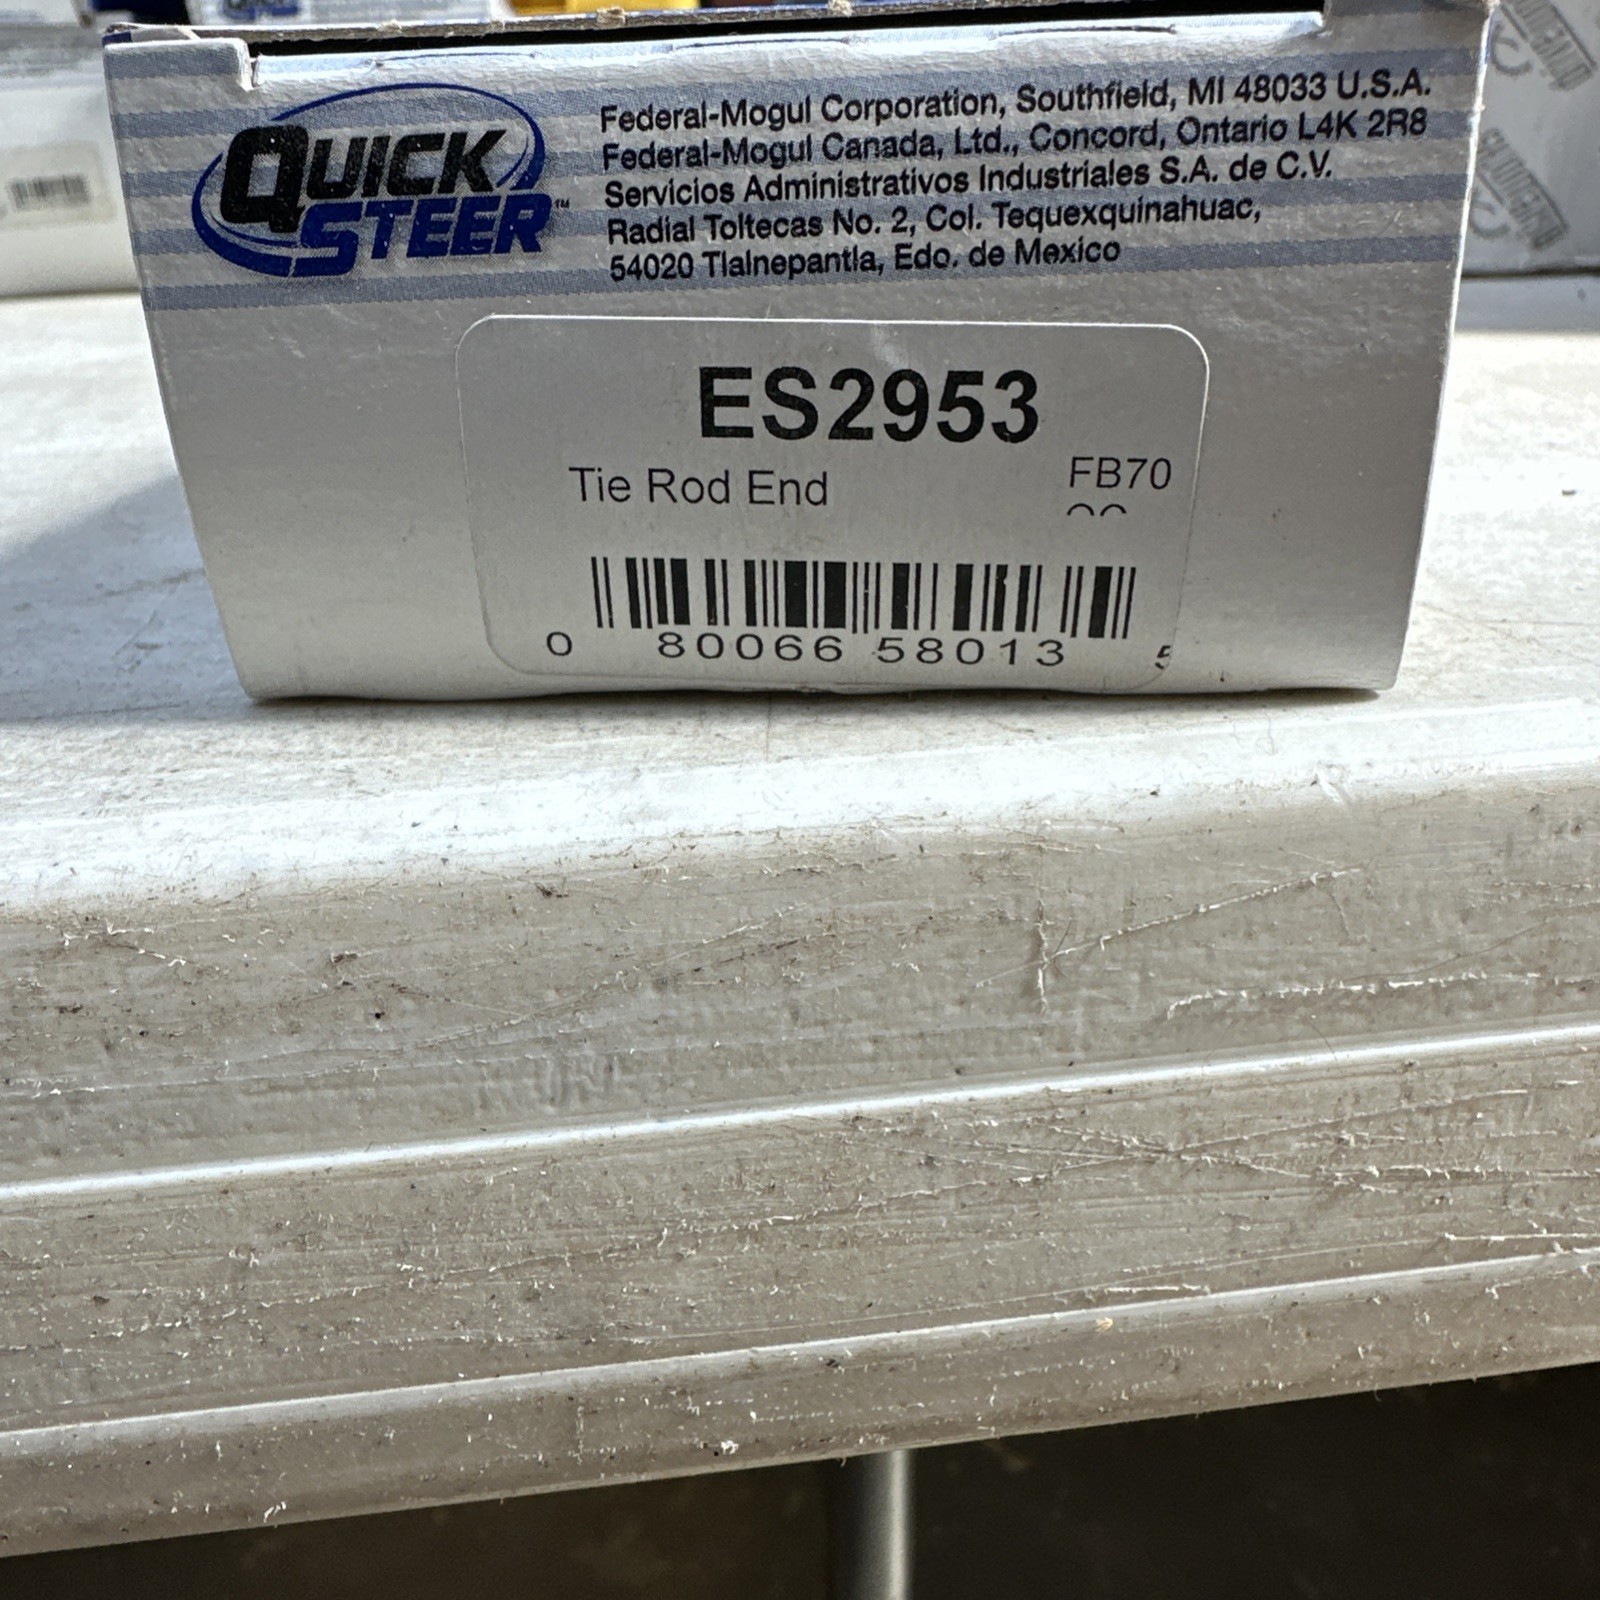 QUICK
STEER™
Federal-Mogul Corporation, Southfield, MI 48033 U.S.A.
Federal-Mogul Canada, Ltd., Concord, Ontario L4K 2R8
Servicios Administrativos Industriales S.A. de C.V.
Radial Toltecas No. 2, Col. Tequexquinahuac,
54020 Tlalnepantla, Edo. de Mexico
ES2953
Tie Rod End
FB70
0 80066 58013 5